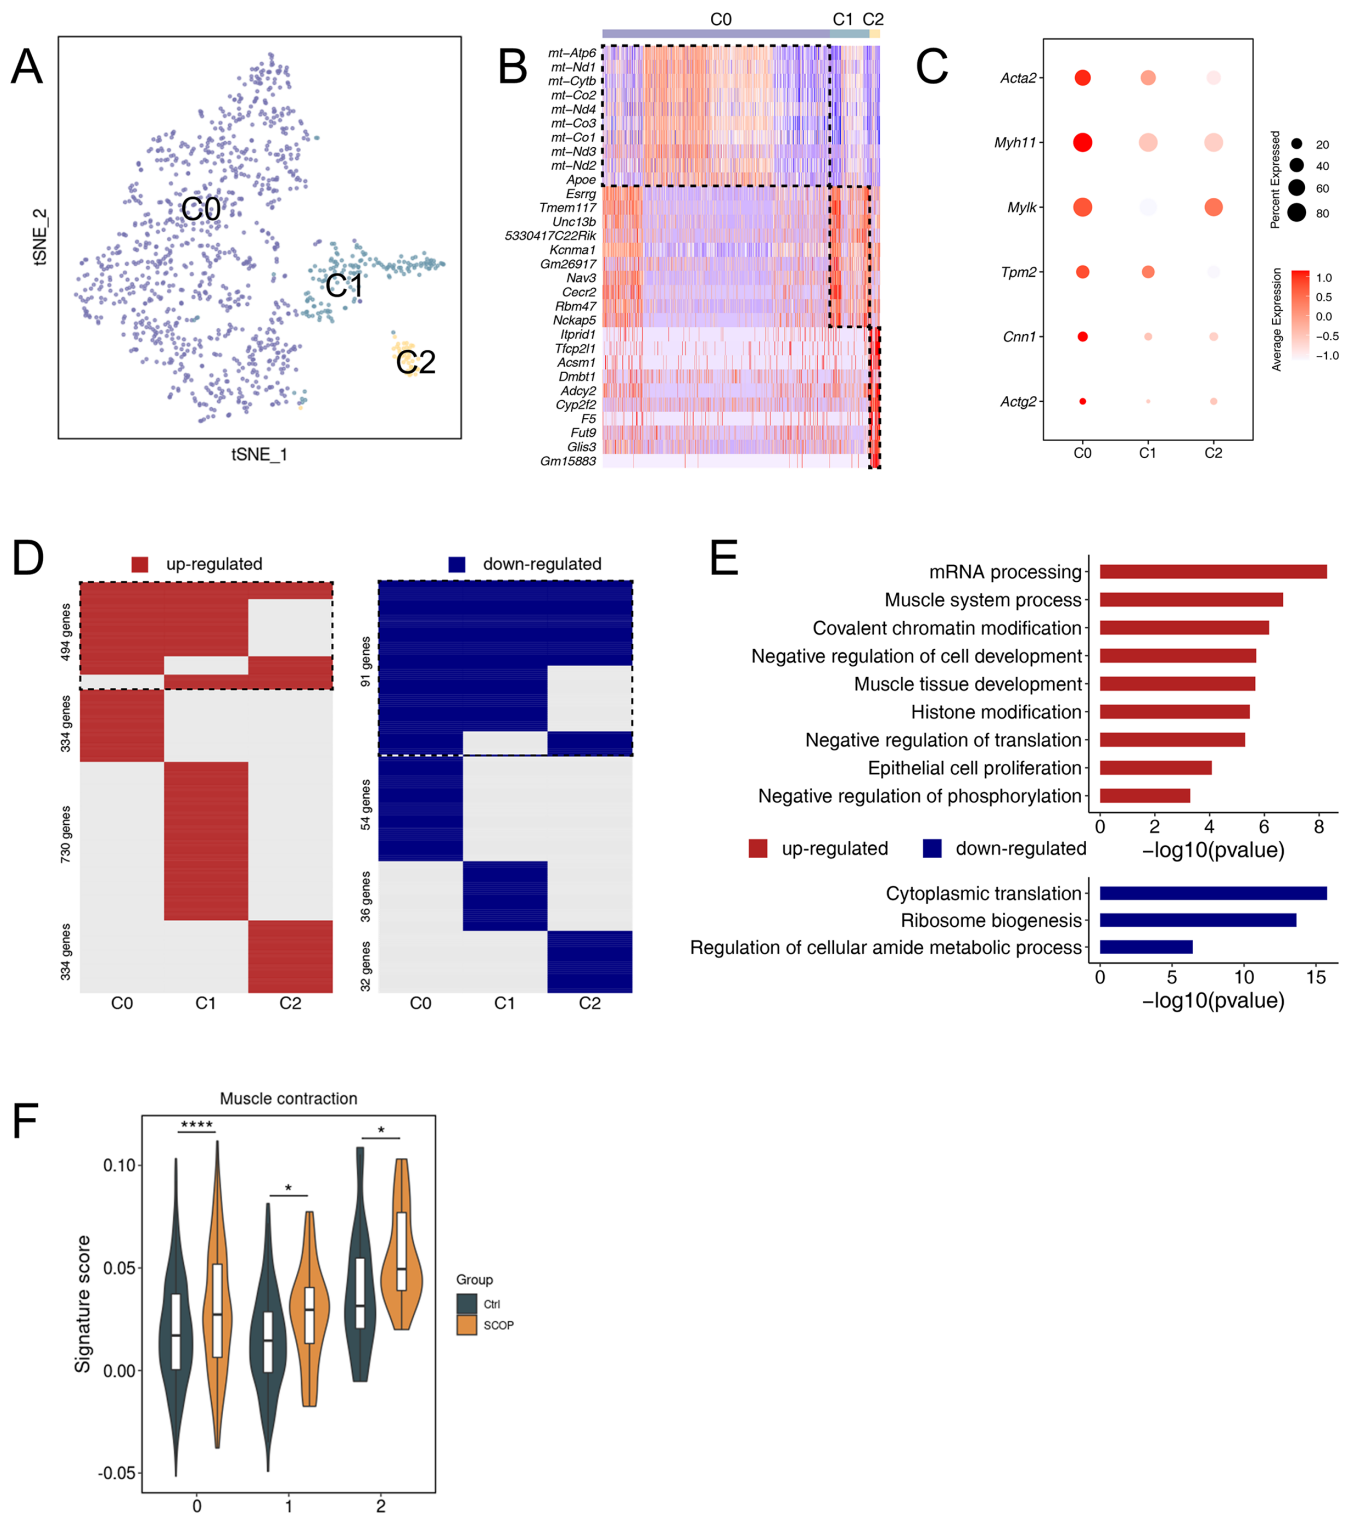 A
C0
C1
C2
tSNE_2
tSNE_1
B
C0 C1 C2
mt−Atp6
mt−Nd1
mt−Cytb
mt−Co2
mt−Nd4
mt−Co3
mt−Co1
mt−Nd3
mt−Nd2
Apoe
Esrrg
Tmem117
Unc13b
5330417C22Rik
Kcnma1
Gm26917
Nav3
Cecr2
Rbm47
Nckap5
Itprid1
Tfcp2l1
Acsm1
Dmbt1
Adcy2
Cyp2f2
F5
Fut9
Glis3
Gm15883
C
Acta2
Myh11
Mylk
Tpm2
Cnn1
Actg2
C0 C1 C2
Percent Expressed
20
40
60
80
Average Expression
1.0
0.5
0.0
−0.5
−1.0
D
up-regulated
494 genes
334 genes
730 genes
334 genes
C0 C1 C2
down-regulated
91 genes
54 genes
36 genes
32 genes
C0 C1 C2
E
mRNA processing
Muscle system process
Covalent chromatin modification
Negative regulation of cell development
Muscle tissue development
Histone modification
Negative regulation of translation
Epithelial cell proliferation
Negative regulation of phosphorylation
0 2 4 6 8
−log10(pvalue)
up-regulated down-regulated
Cytoplasmic translation
Ribosome biogenesis
Regulation of cellular amide metabolic process
0 5 10 15
−log10(pvalue)
F
Muscle contraction
Signature score
0.10
0.05
0.00
-0.05
****
*
*
0 1 2
Group
Ctrl
SCOP